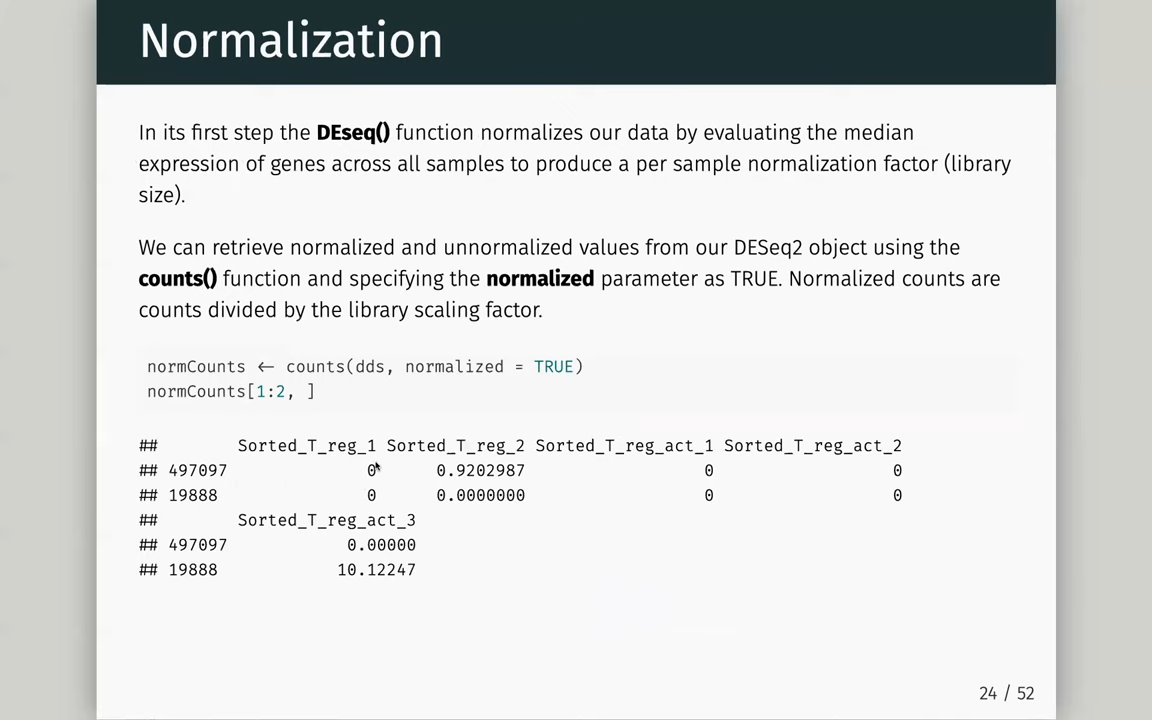 Normalization
In its first step the DEseq() function normalizes our data by evaluating the median
expression of genes across all samples to produce a per sample normalization factor (library
size).
We can retrieve normalized and unnormalized values from our DESeq2 object using the
counts() function and specifying the normalized parameter as TRUE. Normalized counts are
counts divided by the library scaling factor.
normCounts <- counts(dds, normalized = TRUE)
normCounts[1:2, ]
##        Sorted_T_reg_1 Sorted_T_reg_2 Sorted_T_reg_act_1 Sorted_T_reg_act_2
## 497097              0      0.9202987                  0                  0
## 19888               0      0.0000000                  0                  0
##        Sorted_T_reg_act_3
## 497097            0.00000
## 19888            10.12247
24 / 52